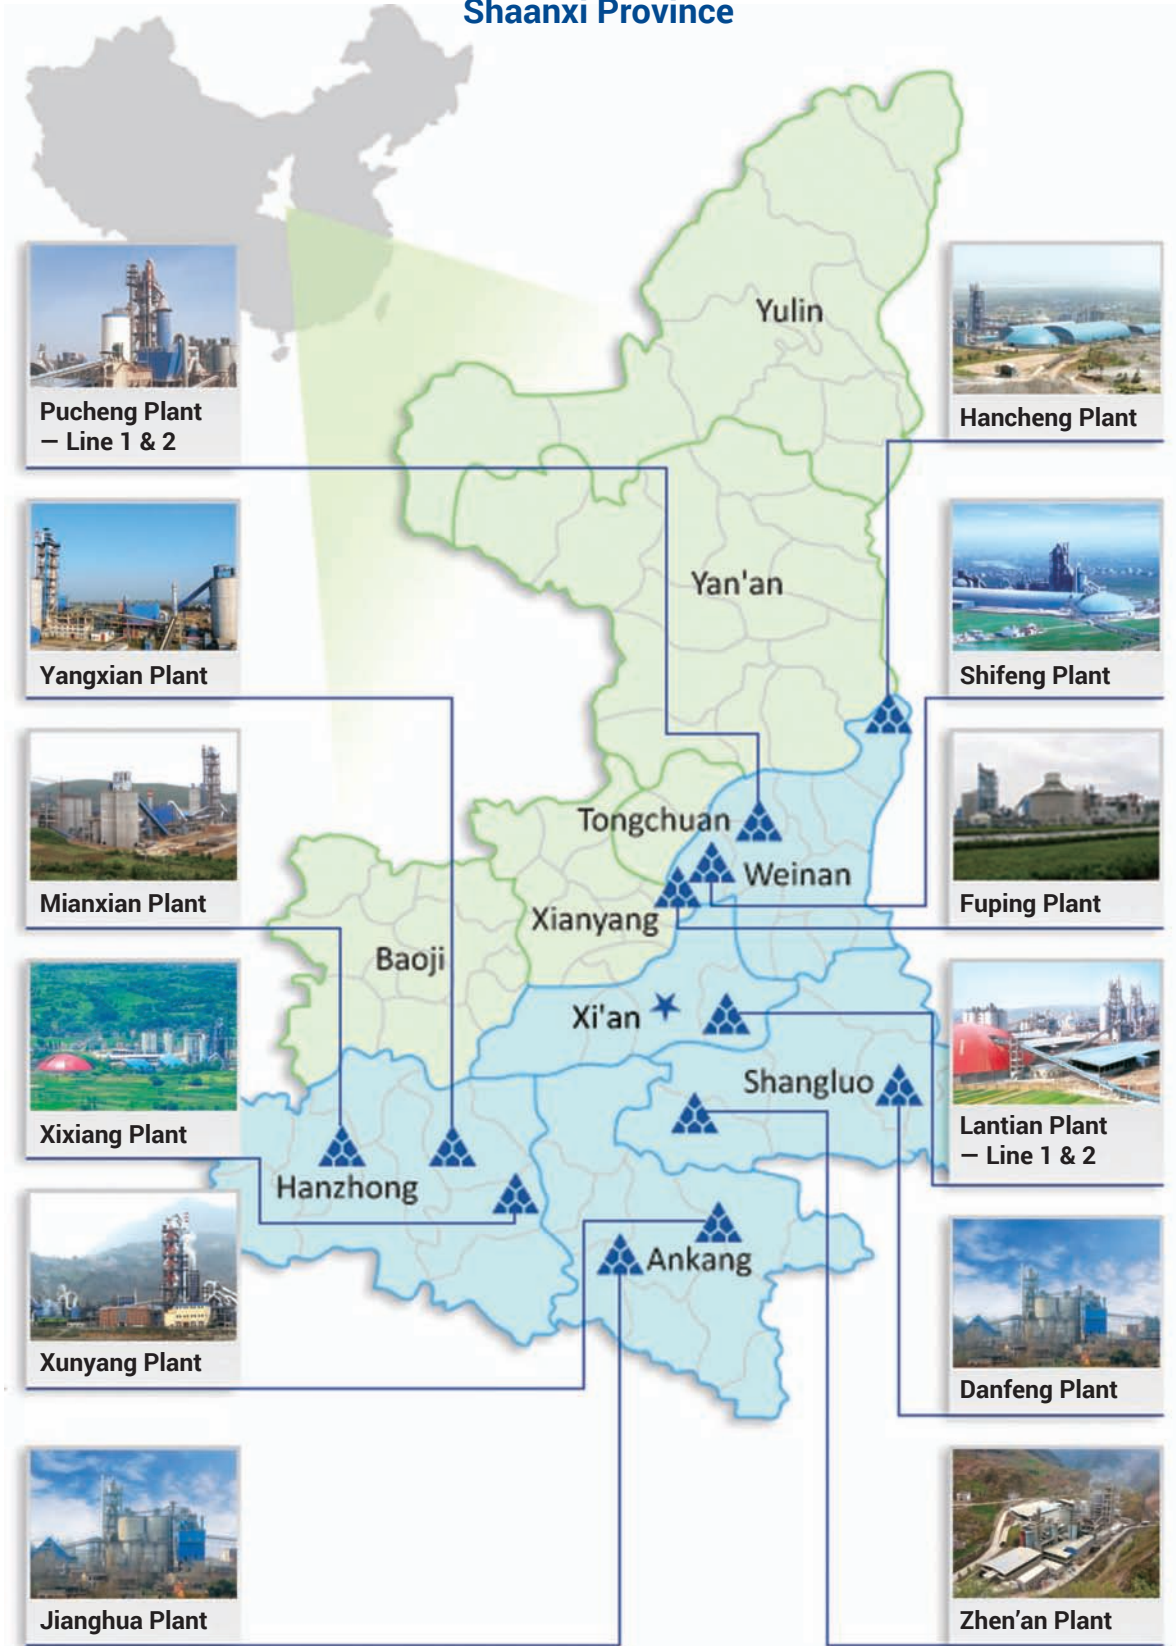 Shaanxi Province
Pucheng Plant
— Line 1 & 2
Yangxian Plant
Mianxian Plant
Xixiang Plant
Xunyang Plant
Jianghua Plant
Yulin
Yan'an
Tongchuan
Weinan
Xianyang
Baoji
Xi'an
Shangluo
Hanzhong
Ankang
Hancheng Plant
Shifeng Plant
Fuping Plant
Lantian Plant
— Line 1 & 2
Danfeng Plant
Zhen’an Plant